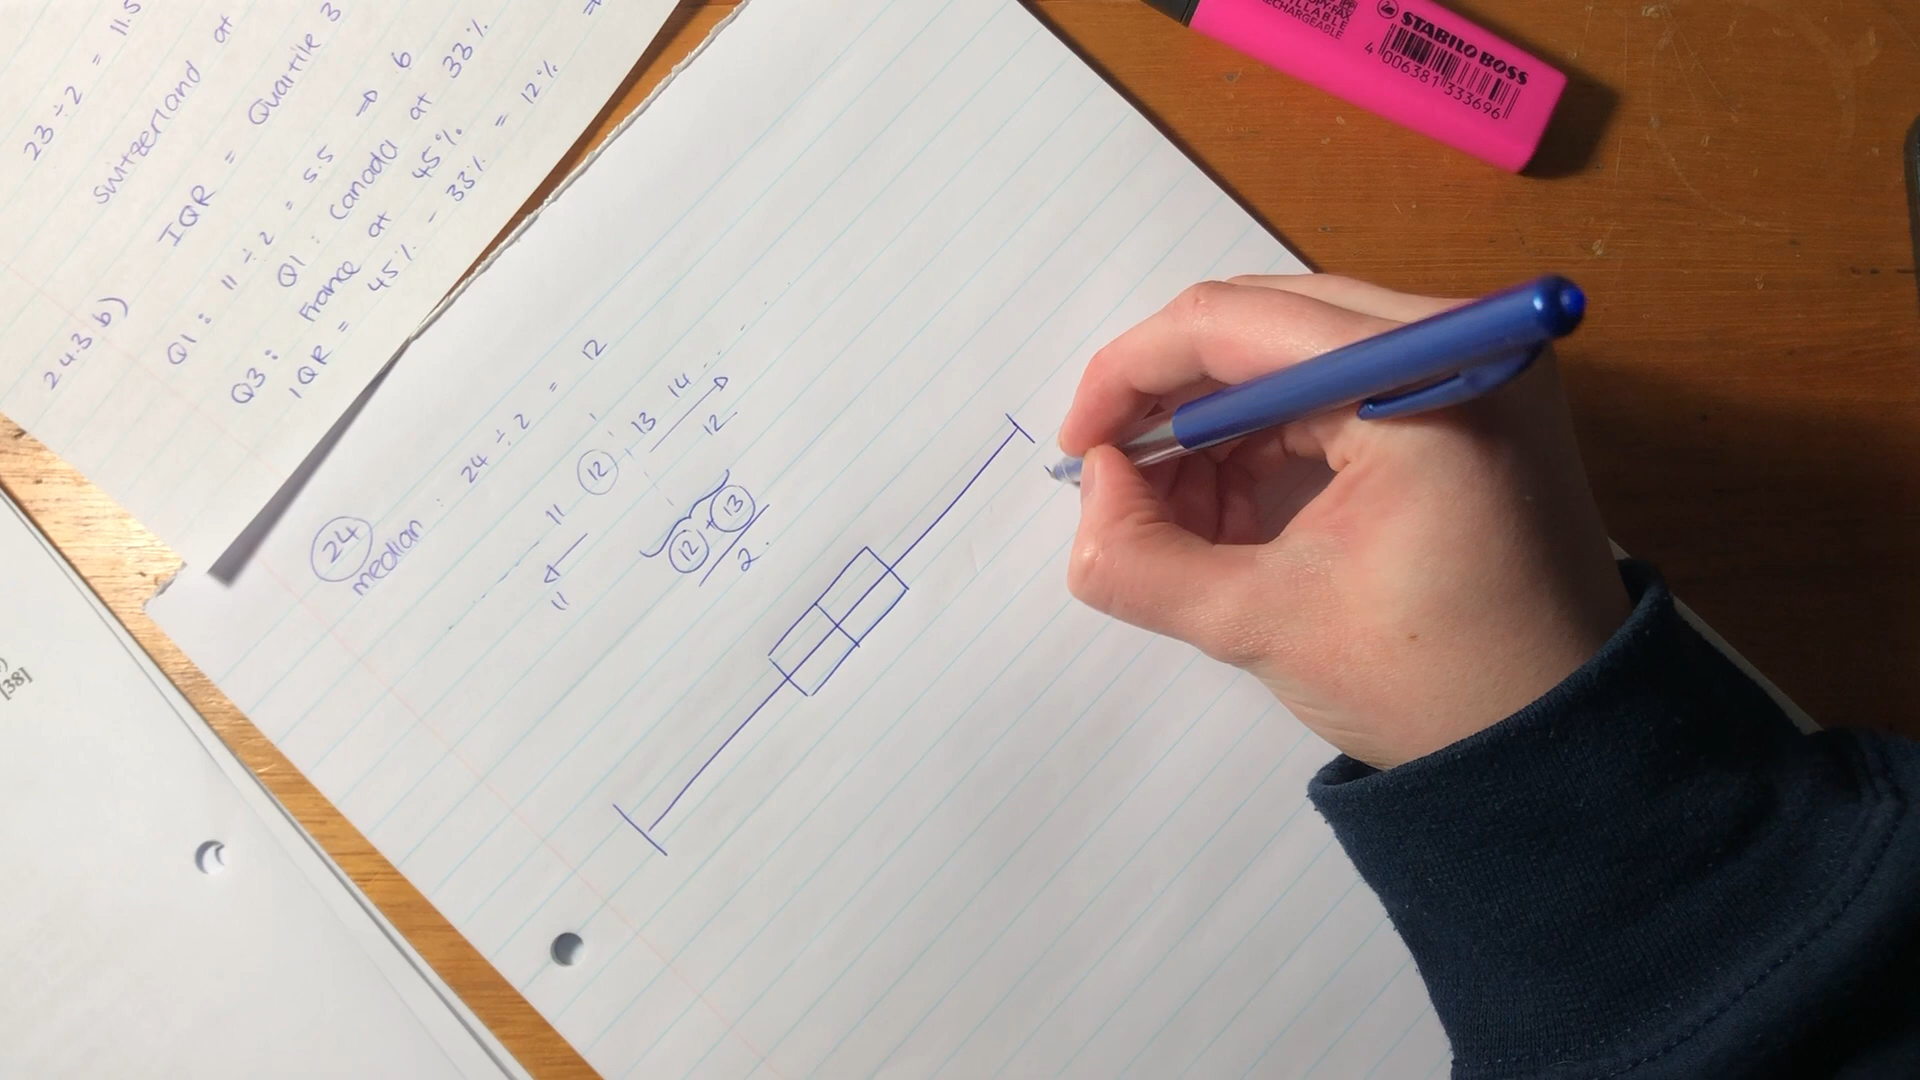 23 ÷ 2 = 11.5
Switzerland at
24.3 b) IQR = Quartile 3
Q1 : 11 ÷ 2 = 5.5 → 6
Q1 : Canada at 33%
Q3 : France at 45%
IQR = 45% - 33% = 12%
24
median : 24 ÷ 2 = 12
11 12 13 14
11
12
12 + 13
2
[38]
STABILO BOSS
RECHARGEABLE
4 006381 333696